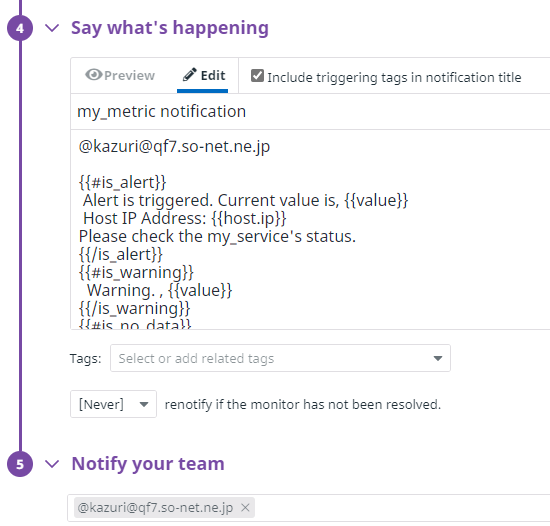 4 Say what's happening
Preview Edit Include triggering tags in notification title
my_metric notification
@kazuri@qf7.so-net.ne.jp
{{#is_alert}}
Alert is triggered. Current value is, {{value}}
Host IP Address: {{host.ip}}
Please check the my_service's status.
{{/is_alert}}
{{#is_warning}}
Warning. , {{value}}
{{/is_warning}}
{{#is_no_data}}
Tags: Select or add related tags
[Never] renotify if the monitor has not been resolved.
5 Notify your team
@kazuri@qf7.so-net.ne.jp ×